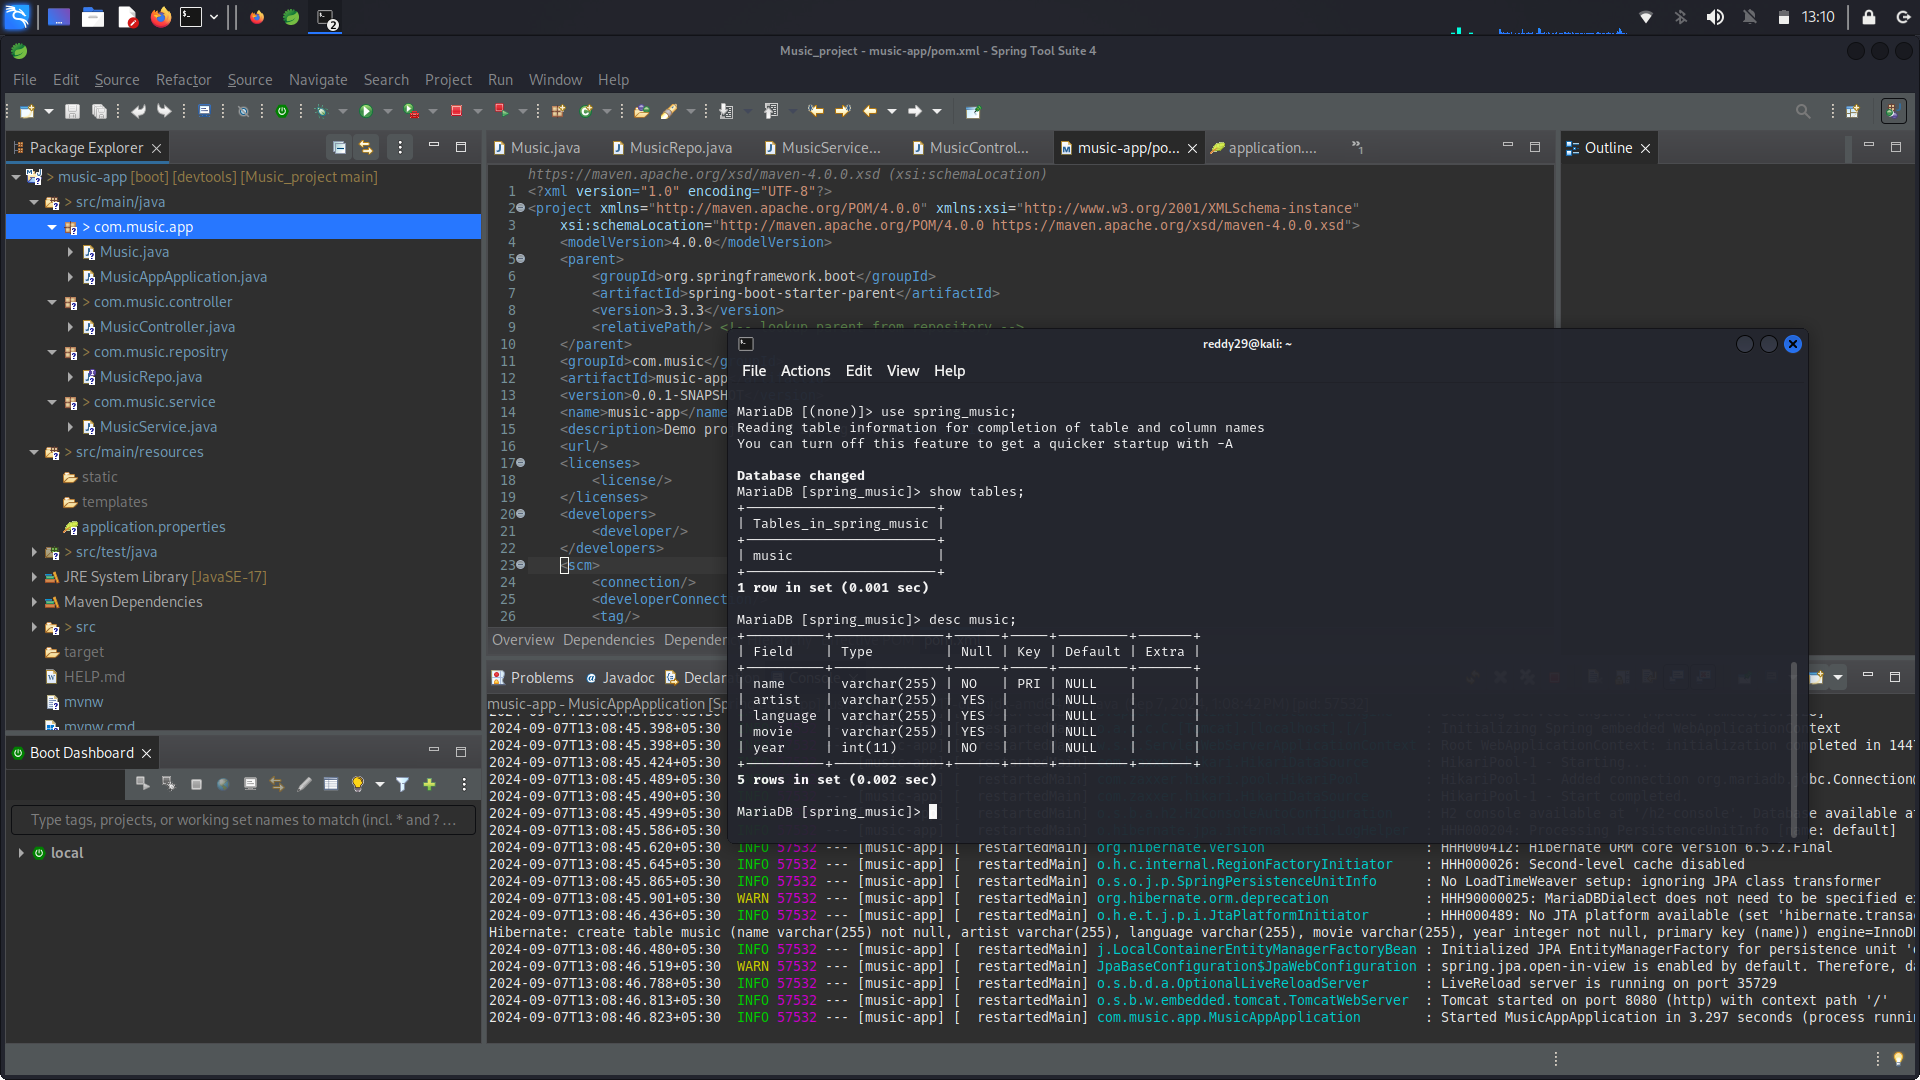 2
13:10
Music_project - music-app/pom.xml - Spring Tool Suite 4
File Edit Source Refactor Source Navigate Search Project Run Window Help
Package Explorer
> music-app [boot] [devtools] [Music_project main]
> src/main/java
> com.music.app
Music.java
MusicAppApplication.java
> com.music.controller
MusicController.java
> com.music.repositry
MusicRepo.java
> com.music.service
MusicService.java
> src/main/resources
static
templates
application.properties
> src/test/java
JRE System Library [JavaSE-17]
Maven Dependencies
> src
target
HELP.md
mvnw
mvnw.cmd
Boot Dashboard
Type tags, projects, or working set names to match (incl. * and ? ...
local
Music.java MusicRepo.java MusicService... MusicControl... music-app/po... application.... »1
Outline
https://maven.apache.org/xsd/maven-4.0.0.xsd (xsi:schemaLocation)
1 <?xml version="1.0" encoding="UTF-8"?>
2 <project xmlns="http://maven.apache.org/POM/4.0.0" xmlns:xsi="http://www.w3.org/2001/XMLSchema-instance"
3 xsi:schemaLocation="http://maven.apache.org/POM/4.0.0 https://maven.apache.org/xsd/maven-4.0.0.xsd">
4 <modelVersion>4.0.0</modelVersion>
5 <parent>
6 <groupId>org.springframework.boot</groupId>
7 <artifactId>spring-boot-starter-parent</artifactId>
8 <version>3.3.3</version>
9 <relativePath/> <!-- lookup parent from repository -->
10 </parent>
11 <groupId>com.music</
12 <artifactId>music-app
13 <version>0.0.1-SNAPSHO
14 <name>music-app</name
15 <description>Demo pro
16 <url/>
17 <licenses>
18 <license/>
19 </licenses>
20 <developers>
21 <developer/>
22 </developers>
23 <scm>
24 <connection/>
25 <developerConnect
26 <tag/>
Overview Dependencies Dependen
reddy29@kali: ~
File Actions Edit View Help
MariaDB [(none)]> use spring_music;
Reading table information for completion of table and column names
You can turn off this feature to get a quicker startup with -A
Database changed
MariaDB [spring_music]> show tables;
+------------------------+
| Tables_in_spring_music |
+------------------------+
| music                  |
+------------------------+
1 row in set (0.001 sec)
MariaDB [spring_music]> desc music;
+----------+--------------+------+-----+---------+-------+
| Field    | Type         | Null | Key | Default | Extra |
+----------+--------------+------+-----+---------+-------+
| name     | varchar(255) | NO   | PRI | NULL    |       |
| artist   | varchar(255) | YES  |     | NULL    |       |
| language | varchar(255) | YES  |     | NULL    |       |
| movie    | varchar(255) | YES  |     | NULL    |       |
| year     | int(11)      | NO   |     | NULL    |       |
+----------+--------------+------+-----+---------+-------+
5 rows in set (0.002 sec)
MariaDB [spring_music]>
Problems Javadoc Declara
music-app - MusicAppApplication [Sp
2024-09-07T13:08:45.398+05:30
2024-09-07T13:08:45.398+05:30
2024-09-07T13:08:45.424+05:30
2024-09-07T13:08:45.489+05:30
2024-09-07T13:08:45.490+05:30
2024-09-07T13:08:45.499+05:30
2024-09-07T13:08:45.586+05:30
2024-09-07T13:08:45.620+05:30 INFO 57532 --- [music-app] [ restartedMain] org.hibernate.Version : HHH000412: Hibernate ORM core version 6.5.2.Final
2024-09-07T13:08:45.645+05:30 INFO 57532 --- [music-app] [ restartedMain] o.h.c.internal.RegionFactoryInitiator : HHH000026: Second-level cache disabled
2024-09-07T13:08:45.865+05:30 INFO 57532 --- [music-app] [ restartedMain] o.s.o.j.p.SpringPersistenceUnitInfo : No LoadTimeWeaver setup: ignoring JPA class transformer
2024-09-07T13:08:45.901+05:30 WARN 57532 --- [music-app] [ restartedMain] org.hibernate.orm.deprecation : HHH90000025: MariaDBDialect does not need to be specified ex
2024-09-07T13:08:46.436+05:30 INFO 57532 --- [music-app] [ restartedMain] o.h.e.t.j.p.i.JtaPlatformInitiator : HHH000489: No JTA platform available (set 'hibernate.transac
Hibernate: create table music (name varchar(255) not null, artist varchar(255), language varchar(255), movie varchar(255), year integer not null, primary key (name)) engine=InnoDB
2024-09-07T13:08:46.480+05:30 INFO 57532 --- [music-app] [ restartedMain] j.LocalContainerEntityManagerFactoryBean : Initialized JPA EntityManagerFactory for persistence unit 'd
2024-09-07T13:08:46.519+05:30 WARN 57532 --- [music-app] [ restartedMain] JpaBaseConfiguration$JpaWebConfiguration : spring.jpa.open-in-view is enabled by default. Therefore, da
2024-09-07T13:08:46.788+05:30 INFO 57532 --- [music-app] [ restartedMain] o.s.b.d.a.OptionalLiveReloadServer : LiveReload server is running on port 35729
2024-09-07T13:08:46.813+05:30 INFO 57532 --- [music-app] [ restartedMain] o.s.b.w.embedded.tomcat.TomcatWebServer : Tomcat started on port 8080 (http) with context path '/'
2024-09-07T13:08:46.823+05:30 INFO 57532 --- [music-app] [ restartedMain] com.music.app.MusicAppApplication : Started MusicAppApplication in 3.297 seconds (process runnin